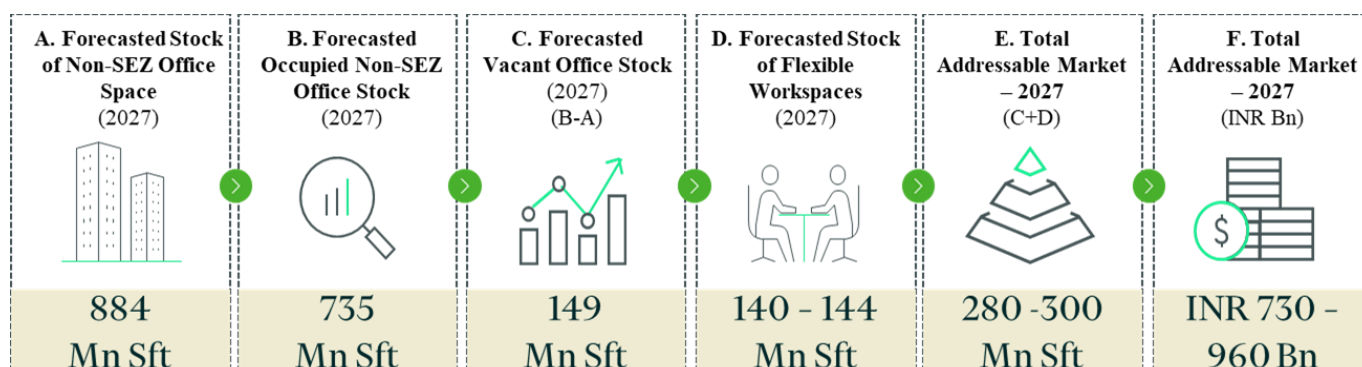 A. Forecasted Stock
of Non-SEZ Office
Space
(2027)
884
Mn Sft
B. Forecasted
Occupied Non-SEZ
Office Stock
(2027)
735
Mn Sft
C. Forecasted
Vacant Office Stock
(2027)
(B-A)
149
Mn Sft
D. Forecasted Stock
of Flexible
Workspaces
(2027)
140 – 144
Mn Sft
E. Total
Addressable Market
– 2027
(C+D)
280 -300
Mn Sft
F. Total
Addressable Market
– 2027
(INR Bn)
$
INR 730 –
960 Bn